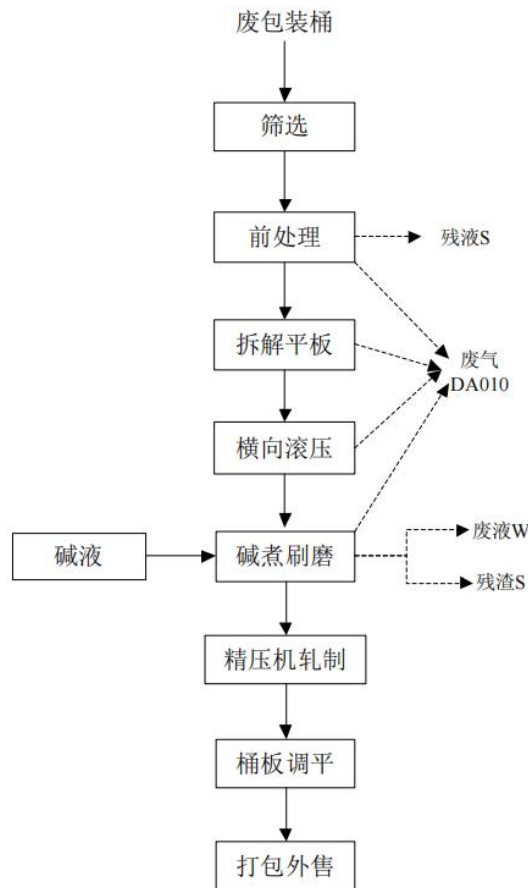 废包装桶
筛选
前处理
残液S
拆解平板
废气
DA010
横向滚压
碱液
碱煮刷磨
废液W
残渣S
精压机轧制
桶板调平
打包外售